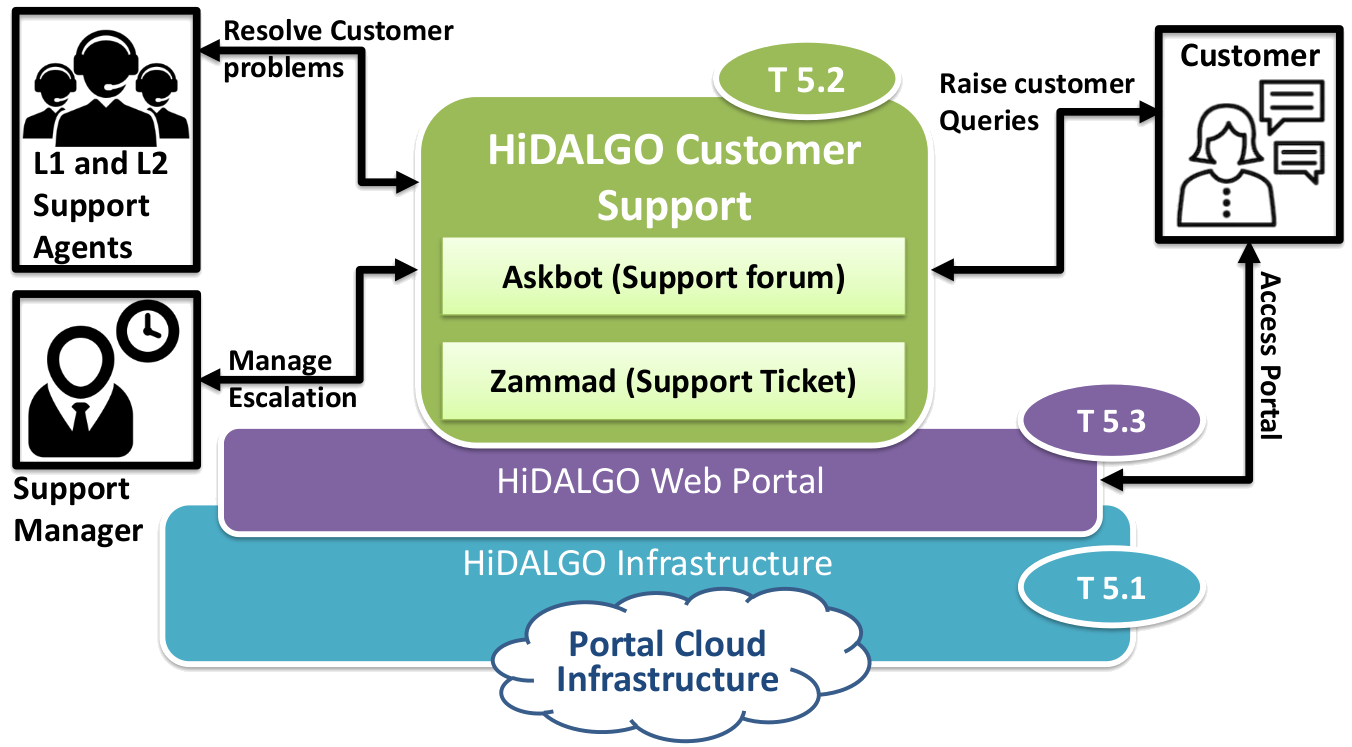 Resolve Customer
problems
L1 and L2
Support
Agents
Manage
Escalation
Support
Manager
T 5.2
HiDALGO Customer
Support
Askbot (Support forum)
Zammad (Support Ticket)
Raise customer
Queries
Customer
Access Portal
T 5.3
HiDALGO Web Portal
HiDALGO Infrastructure
T 5.1
Portal Cloud
Infrastructure